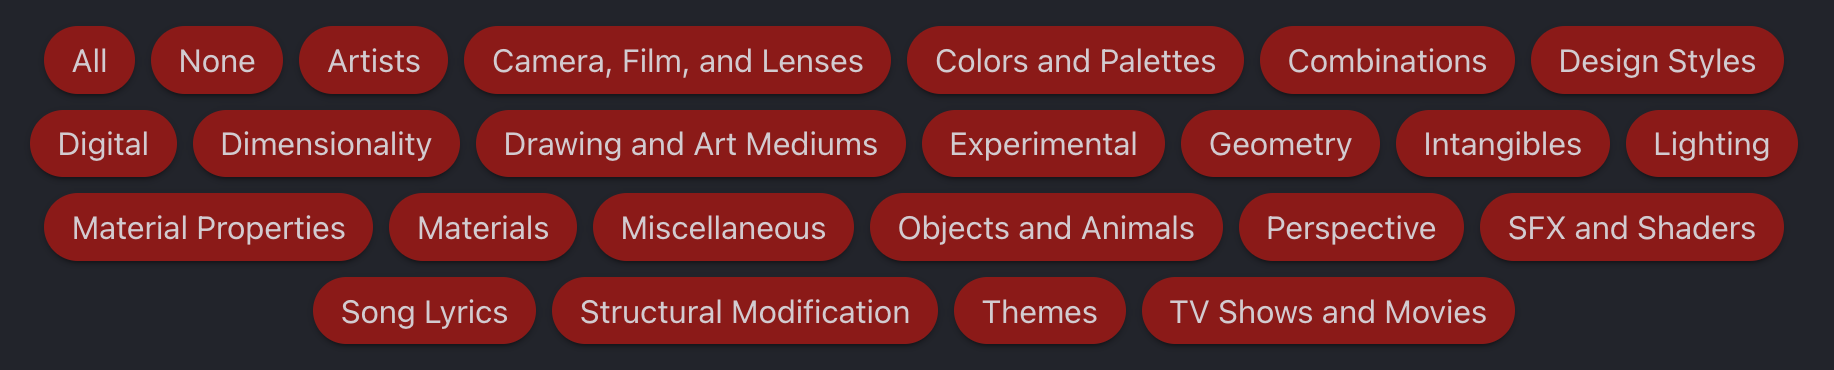 All None Artists Camera, Film, and Lenses Colors and Palettes Combinations Design Styles
Digital Dimensionality Drawing and Art Mediums Experimental Geometry Intangibles Lighting
Material Properties Materials Miscellaneous Objects and Animals Perspective SFX and Shaders
Song Lyrics Structural Modification Themes TV Shows and Movies